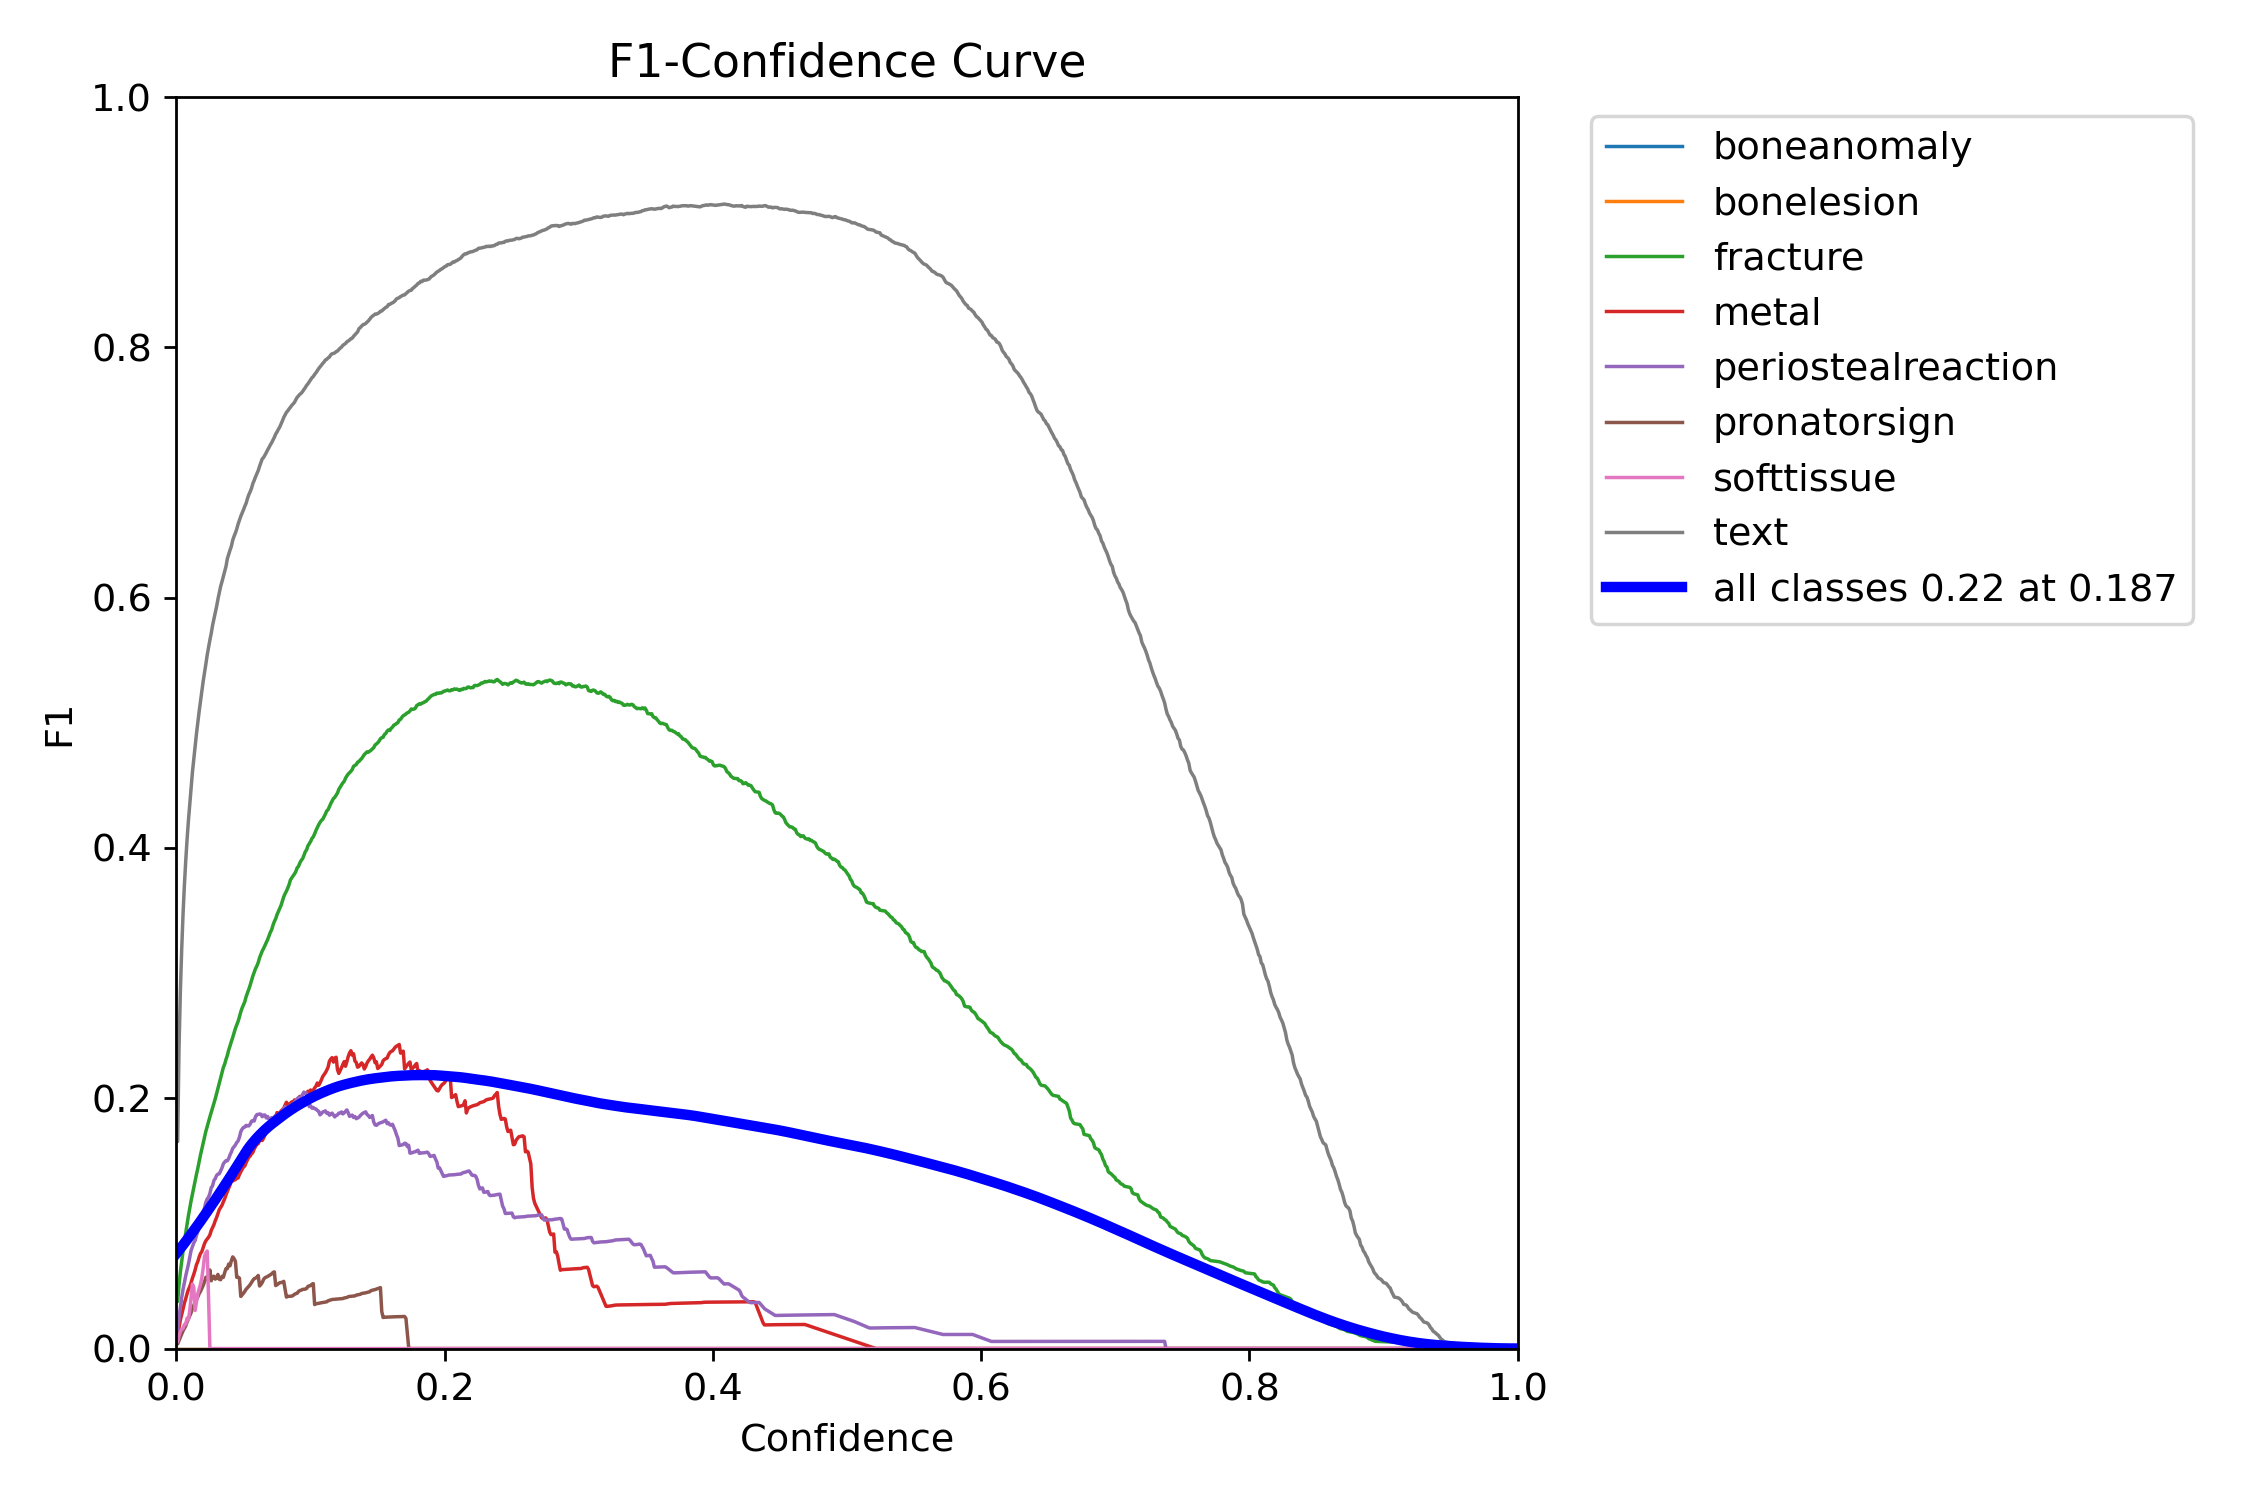 F1-Confidence Curve
1.0
0.8
0.6
0.4
0.2
0.0
F1
0.0 0.2 0.4 0.6 0.8 1.0
Confidence
boneanomaly
bonelesion
fracture
metal
periostealreaction
pronatorsign
softtissue
text
all classes 0.22 at 0.187